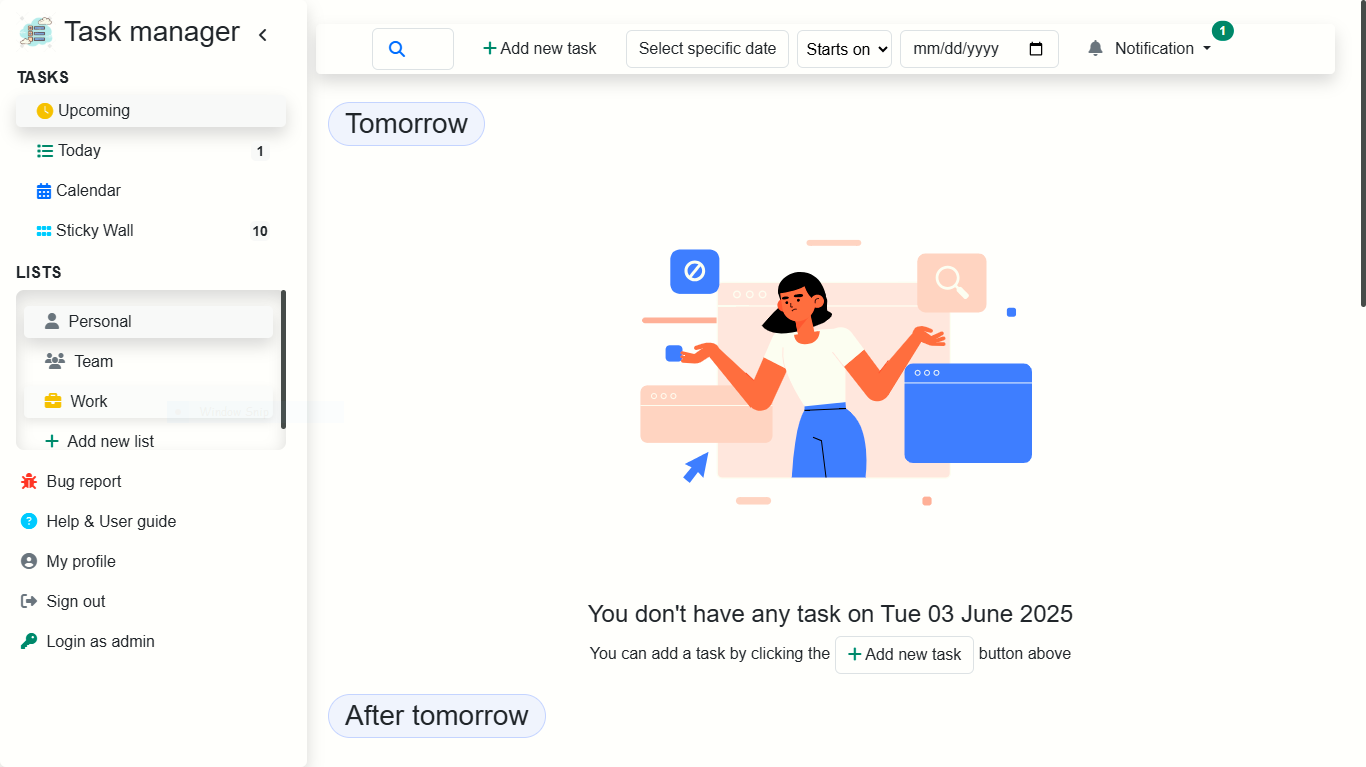 Task manager
TASKS
Upcoming
Today 1
Calendar
Sticky Wall 10
LISTS
Personal
Team
Work
Window Snip
Add new list
Bug report
Help & User guide
My profile
Sign out
Login as admin
Add new task Select specific date Starts on mm/dd/yyyy Notification 1
Tomorrow
You don't have any task on Tue 03 June 2025
You can add a task by clicking the Add new task button above
After tomorrow